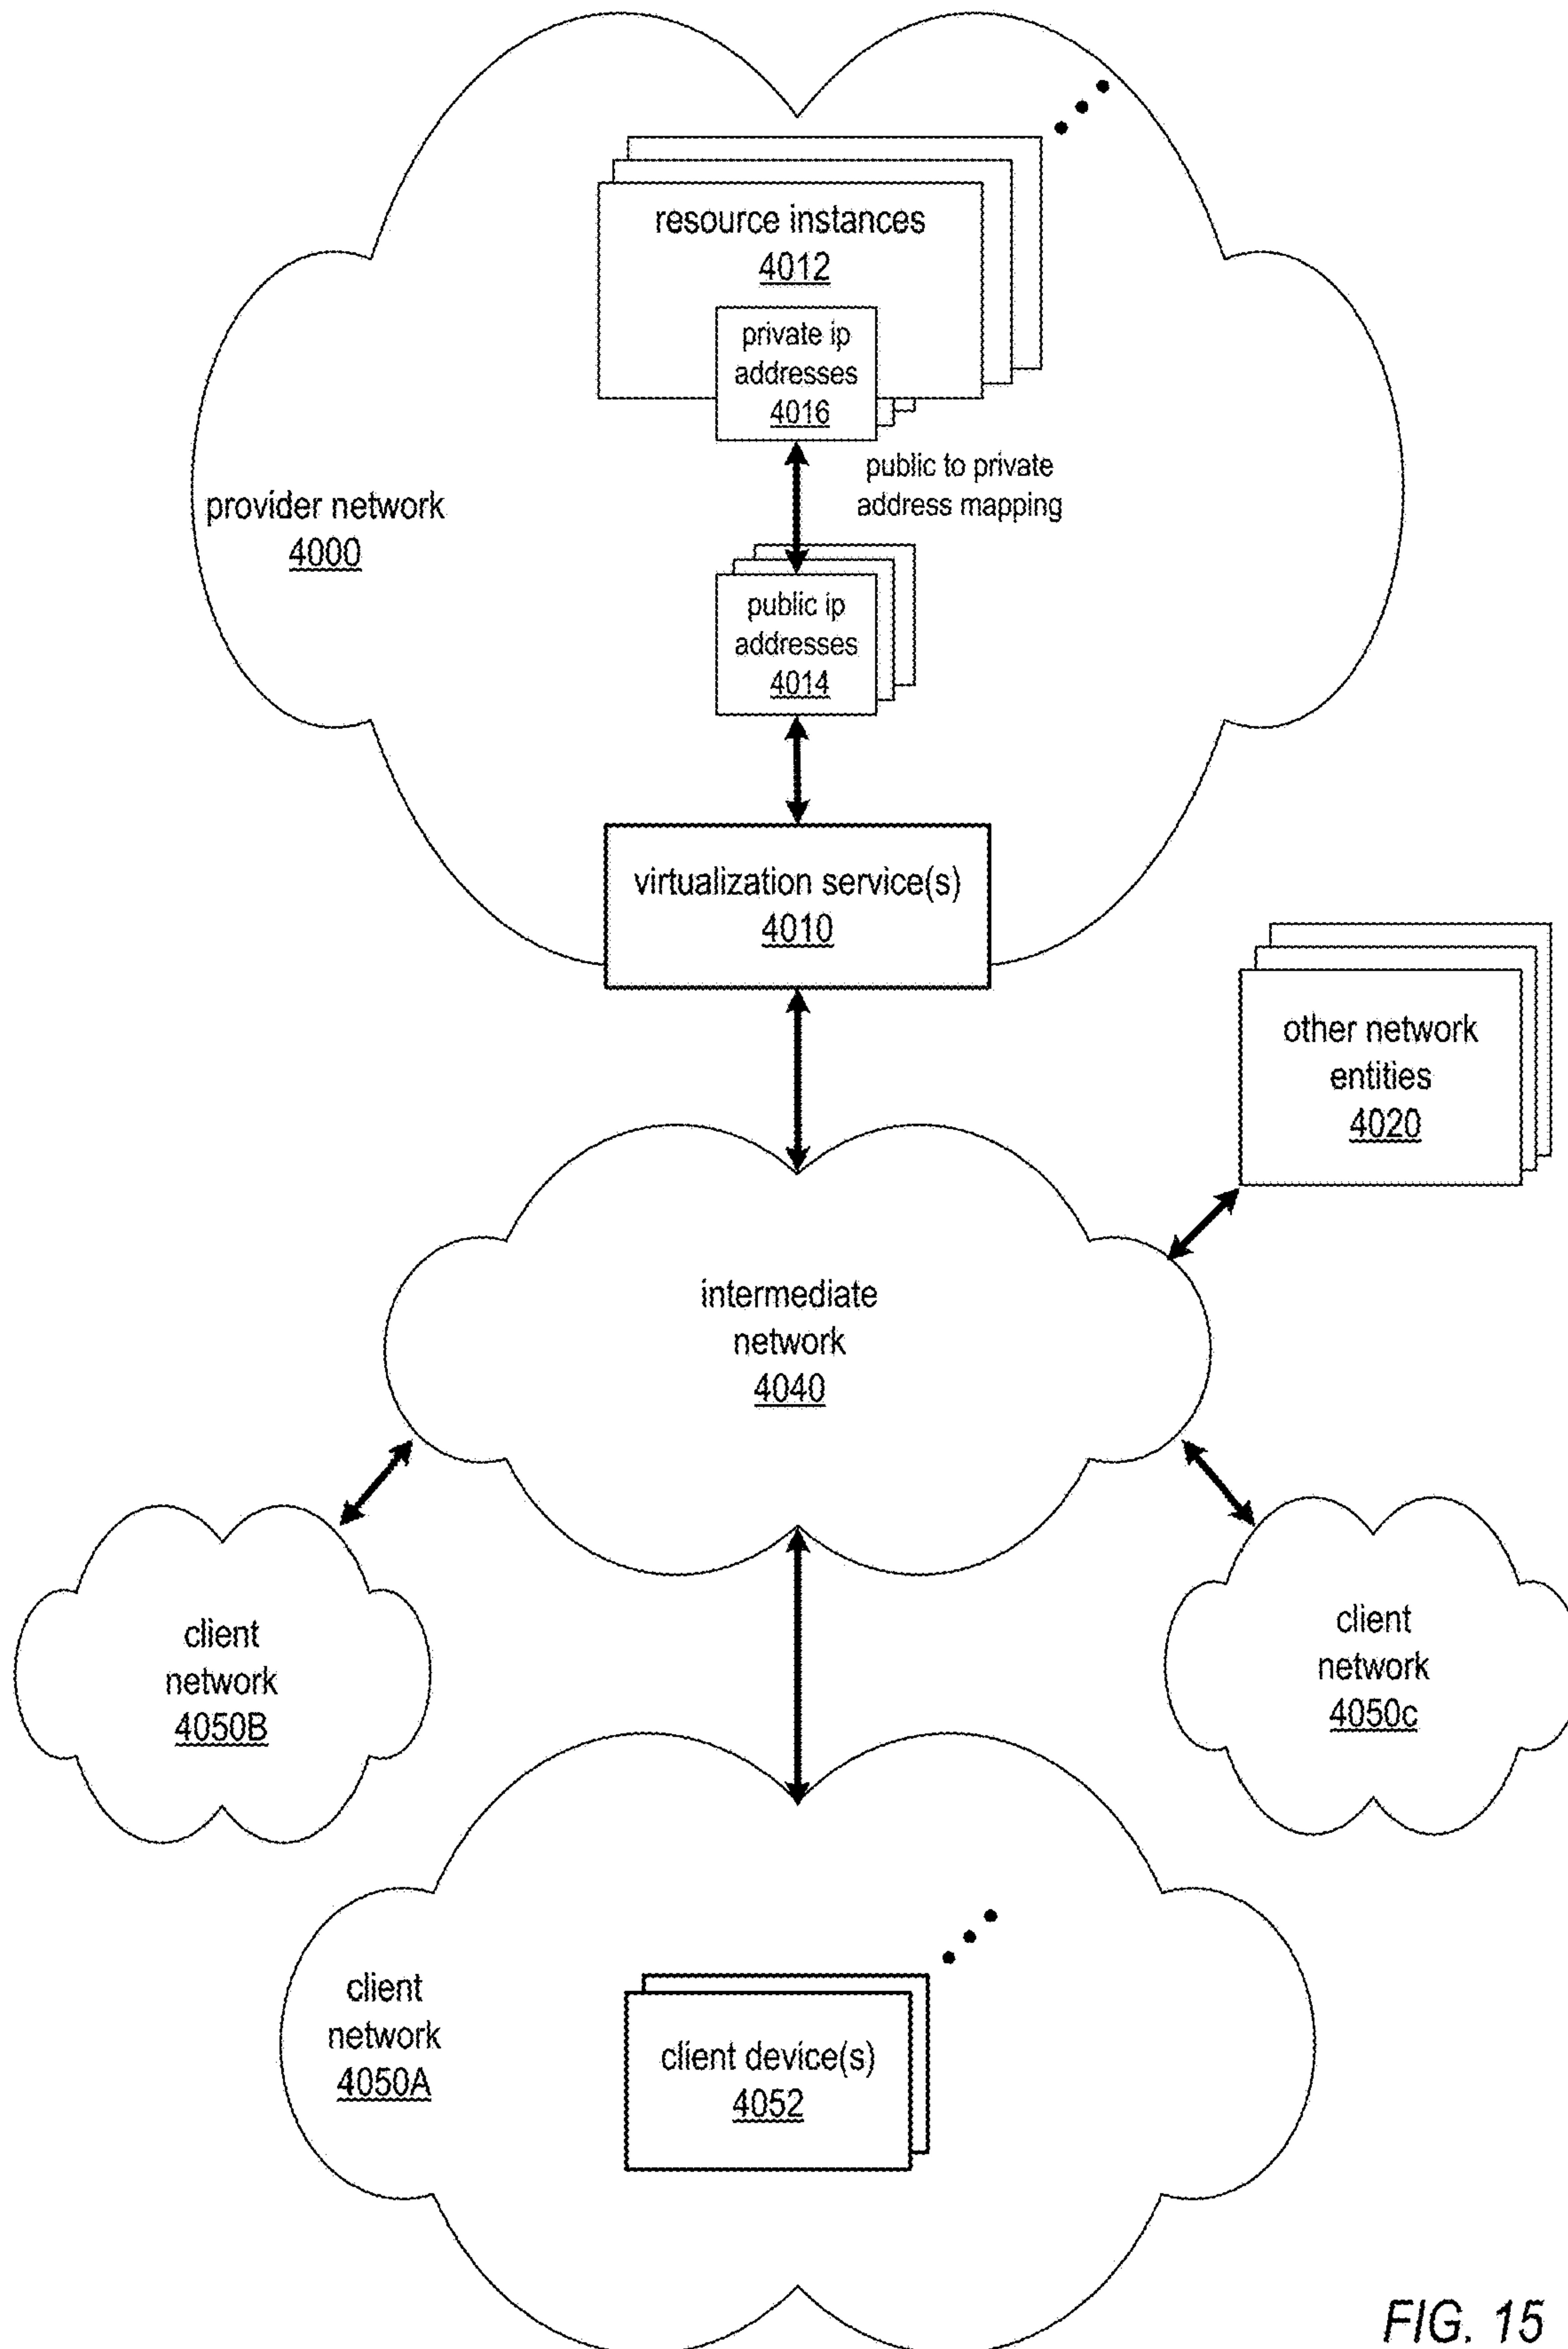 resource instances
4012
private ip
addresses
4016
public to private
address mapping
provider network
4000
public ip
addresses
4014
virtualization service(s)
4010
other network
entities
4020
intermediate
network
4040
client
network
4050B
client
network
4050c
client
network
4050A
client device(s)
4052
FIG. 15